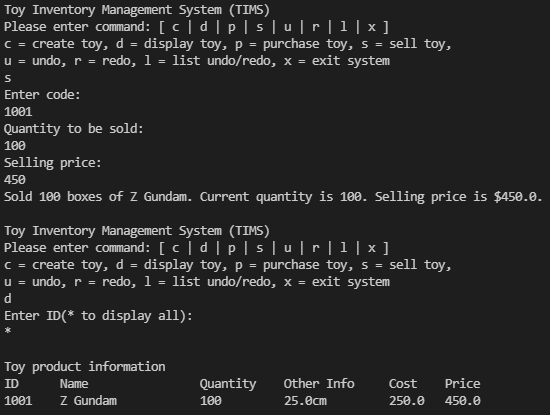 Toy Inventory Management System (TIMS)
Please enter command: [ c | d | p | s | u | r | l | x ]
c = create toy, d = display toy, p = purchase toy, s = sell toy,
u = undo, r = redo, l = list undo/redo, x = exit system
s
Enter code:
1001
Quantity to be sold:
100
Selling price:
450
Sold 100 boxes of Z Gundam. Current quantity is 100. Selling price is $450.0.
Toy Inventory Management System (TIMS)
Please enter command: [ c | d | p | s | u | r | l | x ]
c = create toy, d = display toy, p = purchase toy, s = sell toy,
u = undo, r = redo, l = list undo/redo, x = exit system
d
Enter ID(* to display all):
*
Toy product information
ID Name Quantity Other Info Cost Price
1001 Z Gundam 100 25.0cm 250.0 450.0